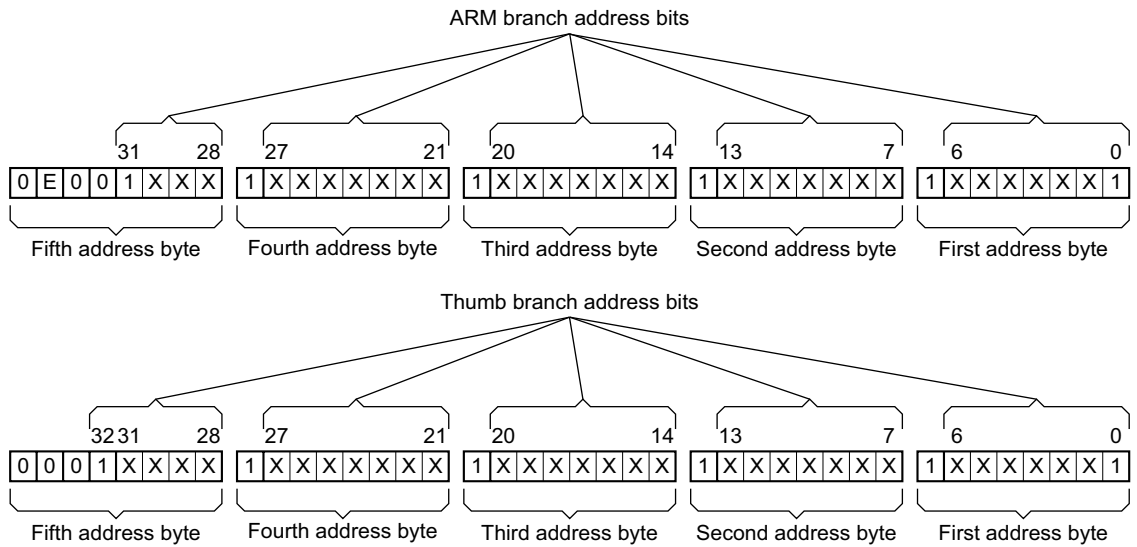 ARM branch address bits
31 28 27 21 20 14 13 7 6 0
0 E 0 0 1 X X X 1 X X X X X X X 1 X X X X X X X 1 X X X X X X X 1 X X X X X X 1
Fifth address byte Fourth address byte Third address byte Second address byte First address byte
Thumb branch address bits
32 31 28 27 21 20 14 13 7 6 0
0 0 0 1 X X X X 1 X X X X X X X 1 X X X X X X X 1 X X X X X X X 1 X X X X X X 1
Fifth address byte Fourth address byte Third address byte Second address byte First address byte